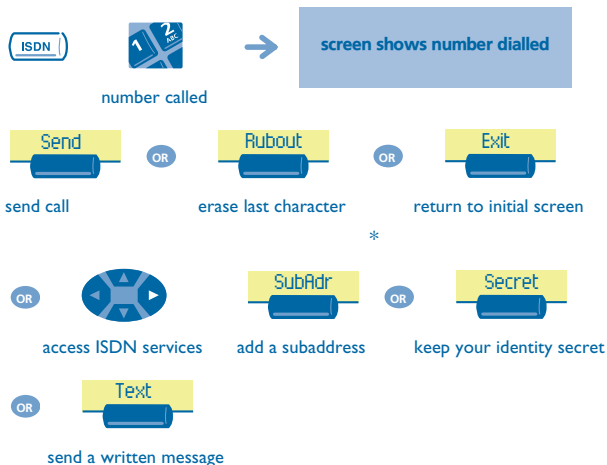 ISDN
1 2 ABC
screen shows number dialled
number called
Send
OR
Rubout
OR
Exit
send call
erase last character
return to initial screen
*
OR
SubAdr
OR
Secret
access ISDN services
add a subaddress
keep your identity secret
OR
Text
send a written message